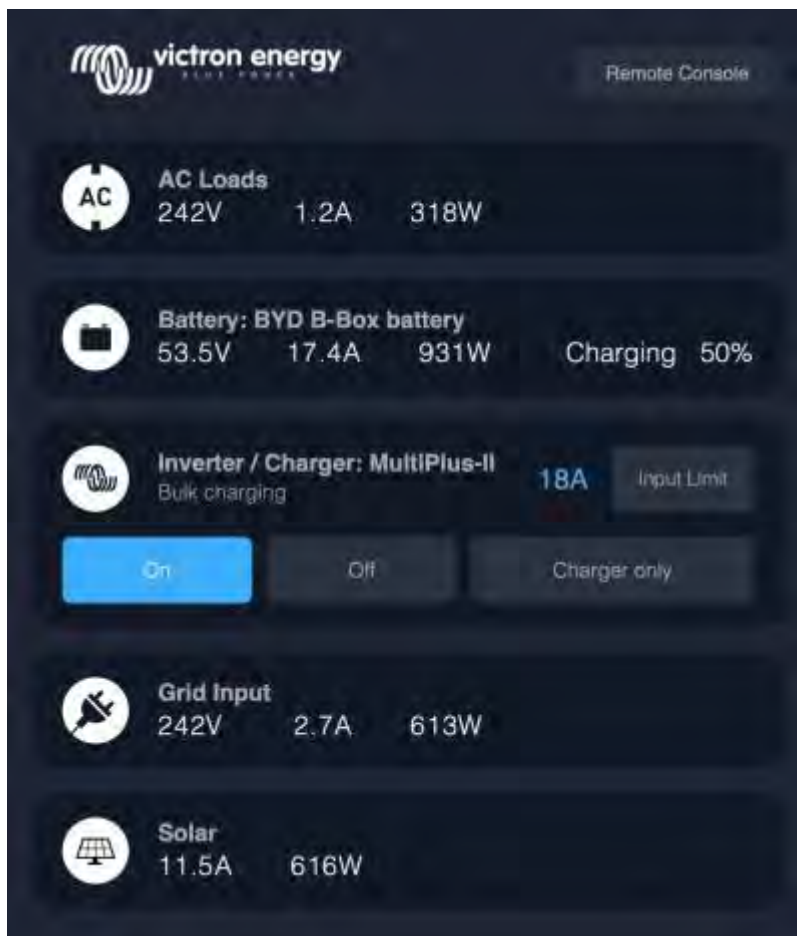 victron energy
BLUE POWER
Remote Console
AC
AC Loads
242V 1.2A 318W
Battery: BYD B-Box battery
53.5V 17.4A 931W Charging 50%
Inverter / Charger: MultiPlus-II
Bulk charging
18A Input Limit
On Off Charger only
Grid Input
242V 2.7A 613W
Solar
11.5A 616W